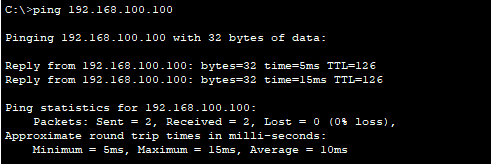 C:\>ping 192.168.100.100
Pinging 192.168.100.100 with 32 bytes of data:
Reply from 192.168.100.100: bytes=32 time=5ms TTL=126
Reply from 192.168.100.100: bytes=32 time=15ms TTL=126
Ping statistics for 192.168.100.100:
    Packets: Sent = 2, Received = 2, Lost = 0 (0% loss),
Approximate round trip times in milli-seconds:
    Minimum = 5ms, Maximum = 15ms, Average = 10ms